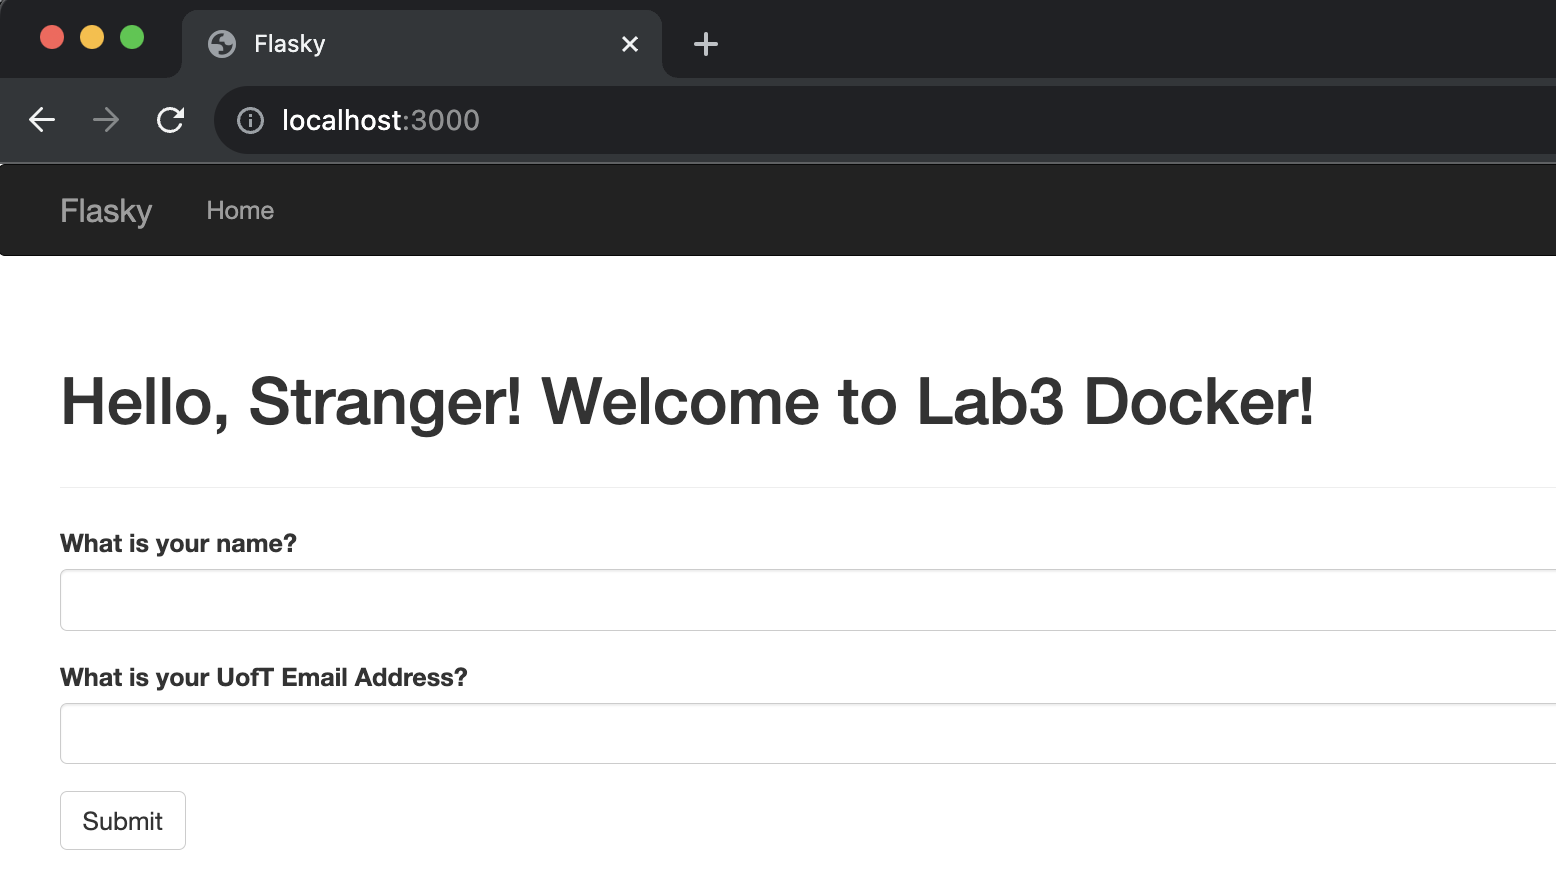 Flasky
localhost:3000
Flasky Home
Hello, Stranger! Welcome to Lab3 Docker!
What is your name?
What is your UofT Email Address?
Submit